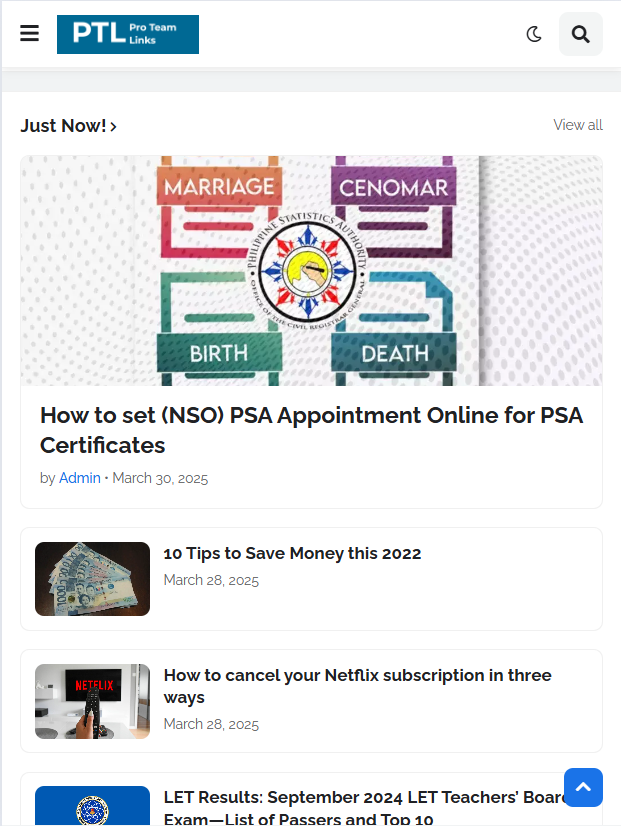 PTL Pro Team
Links
Just Now!
View all
MARRIAGE
CENOMAR
PHILIPPINE STATISTICS AUTHORITY
OFFICE OF THE CIVIL REGISTRAR GENERAL
BIRTH
DEATH
How to set (NSO) PSA Appointment Online for PSA
Certificates
by Admin • March 30, 2025
10 Tips to Save Money this 2022
March 28, 2025
1000
NETFLIX
How to cancel your Netflix subscription in three
ways
March 28, 2025
LET Results: September 2024 LET Teachers’ Board
Exam—List of Passers and Top 10